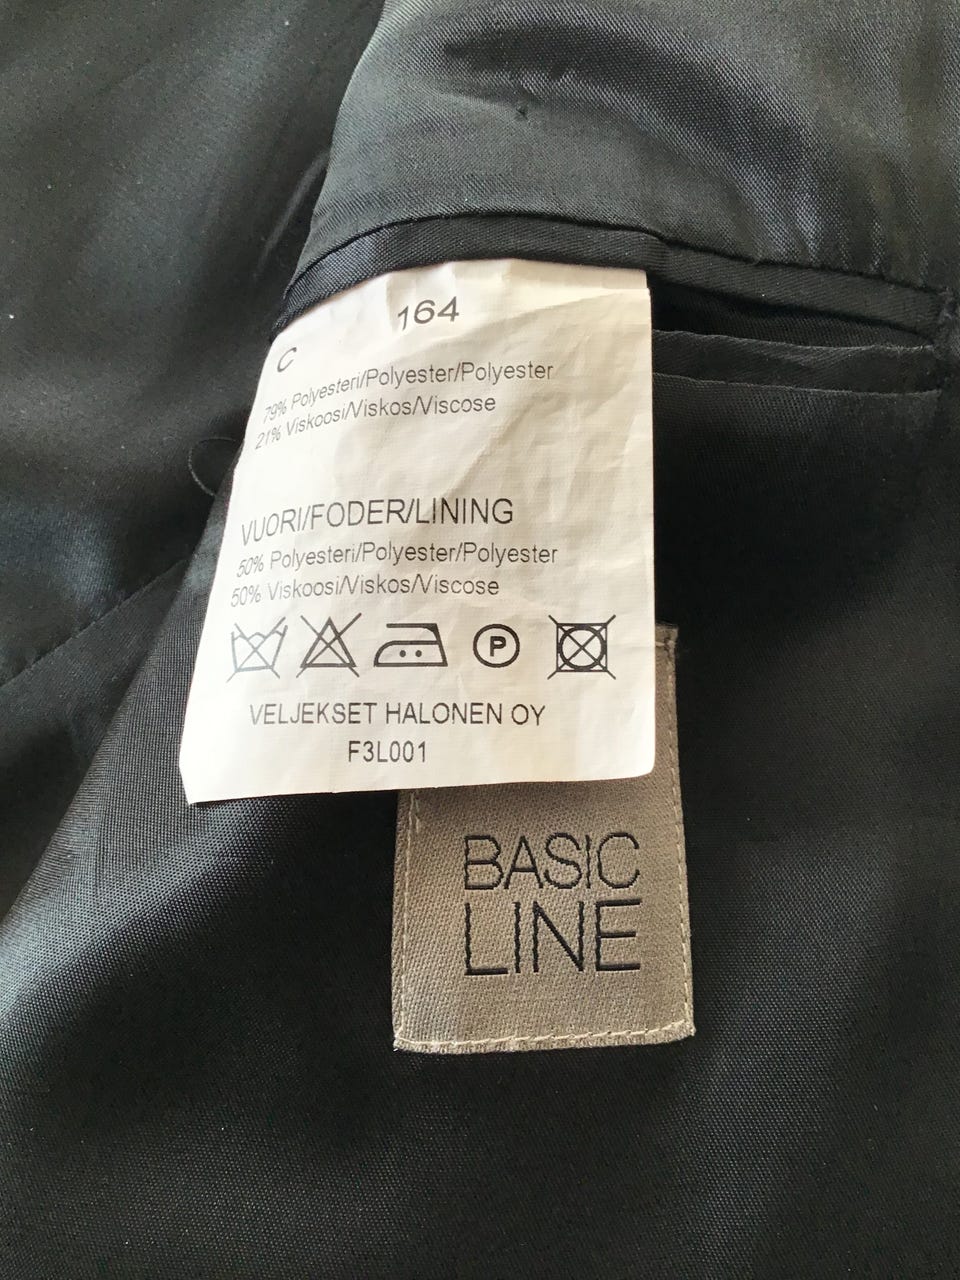 164
C
79% Polyesteri/Polyester/Polyester
21% Viskoosi/Viskos/Viscose
VUORI/FODER/LINING
50% Polyesteri/Polyester/Polyester
50% Viskoosi/Viskos/Viscose
P
VELJEKSET HALONEN OY
F3L001
BASIC
LINE